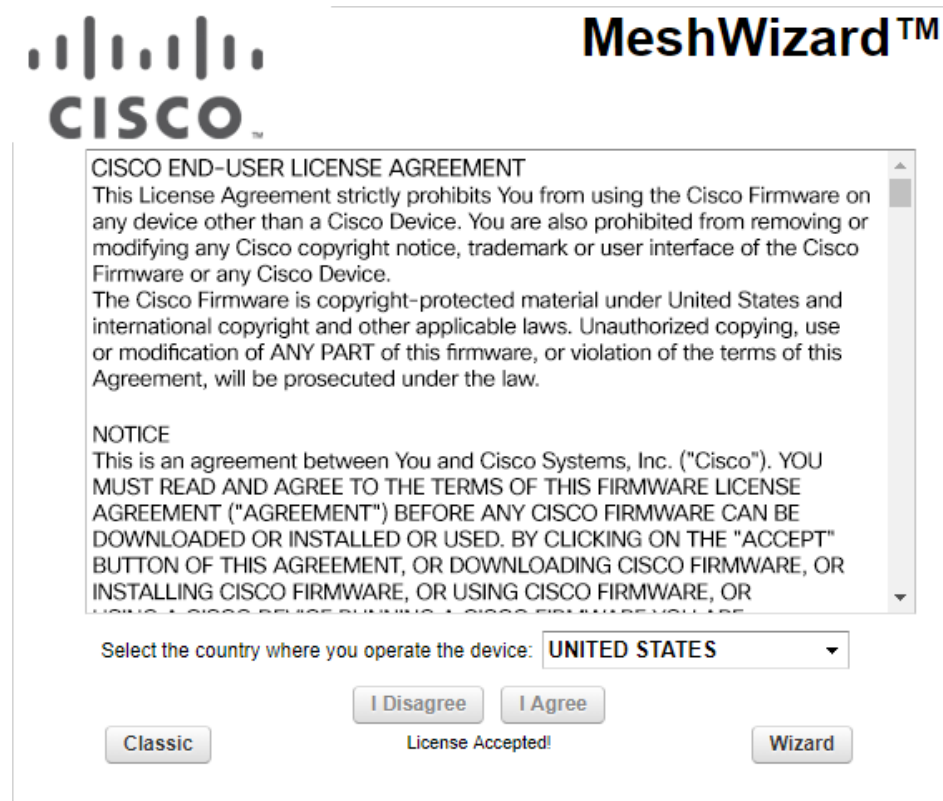 CISCO™
MeshWizard™
CISCO END-USER LICENSE AGREEMENT
This License Agreement strictly prohibits You from using the Cisco Firmware on
any device other than a Cisco Device. You are also prohibited from removing or
modifying any Cisco copyright notice, trademark or user interface of the Cisco
Firmware or any Cisco Device.
The Cisco Firmware is copyright-protected material under United States and
international copyright and other applicable laws. Unauthorized copying, use
or modification of ANY PART of this firmware, or violation of the terms of this
Agreement, will be prosecuted under the law.
NOTICE
This is an agreement between You and Cisco Systems, Inc. ("Cisco"). YOU
MUST READ AND AGREE TO THE TERMS OF THIS FIRMWARE LICENSE
AGREEMENT ("AGREEMENT") BEFORE ANY CISCO FIRMWARE CAN BE
DOWNLOADED OR INSTALLED OR USED. BY CLICKING ON THE "ACCEPT"
BUTTON OF THIS AGREEMENT, OR DOWNLOADING CISCO FIRMWARE, OR
INSTALLING CISCO FIRMWARE, OR USING CISCO FIRMWARE, OR
USING A CISCO DEVICE RUNNING A CISCO FIRMWARE YOU ARE
Select the country where you operate the device: UNITED STATES
I Disagree I Agree
Classic License Accepted! Wizard